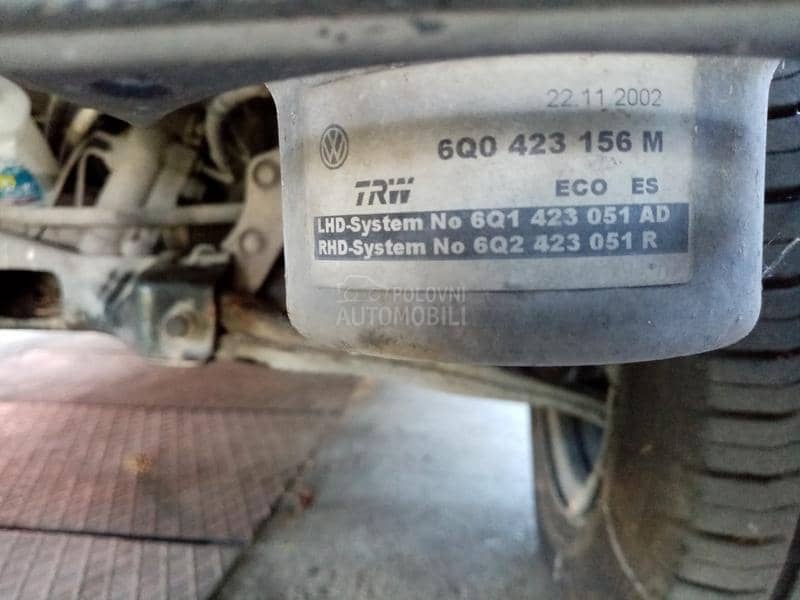 22.11.2002
6Q0 423 156 M
TRW ECO ES
LHD-System No 6Q1 423 051 AD
RHD-System No 6Q2 423 051 R
POLOVNI
AUTOMOBILI